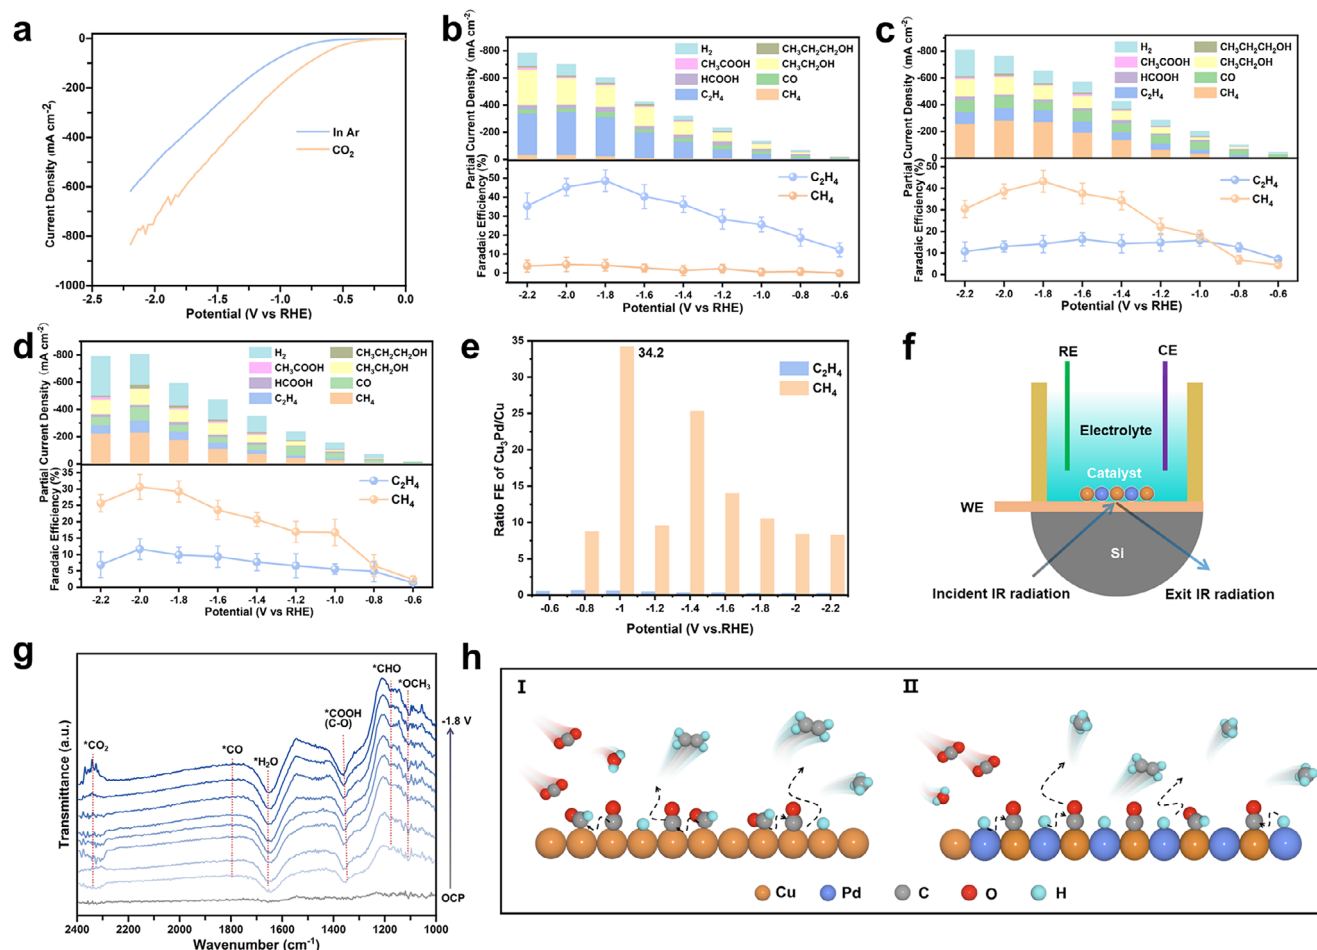 a
0
-200
-400
-600
-800
-1000
-2.5
-2.0
-1.5
-1.0
-0.5
0.0
Current Density mA cm⁻²)
Potential (V vs RHE)
In Ar
CO₂
b
Partial Current Density (mA cm⁻²)
-800
-600
-400
-200
0
H₂
CH₃COOH
HCOOH
C₂H₄
CH₃CH₂CH₂OH
CH₃CH₂OH
CO
CH₄
Faradaic Efficiency (%)
50
40
30
20
10
0
C₂H₄
CH₄
-2.2 -2.0 -1.8 -1.6 -1.4 -1.2 -1.0 -0.8 -0.6
Potential (V vs RHE)
c
Partial Current Density (mA cm⁻²)
-800
-600
-400
-200
0
H₂
CH₃COOH
HCOOH
C₂H₄
CH₃CH₂CH₂OH
CH₃CH₂OH
CO
CH₄
Faradaic Efficiency (%)
50
40
30
20
10
0
C₂H₄
CH₄
-2.2 -2.0 -1.8 -1.6 -1.4 -1.2 -1.0 -0.8 -0.6
Potential (V vs RHE)
d
Partial Current Density (mA cm⁻²)
-800
-600
-400
-200
0
H₂
CH₃COOH
HCOOH
C₂H₄
CH₃CH₂CH₂OH
CH₃CH₂OH
CO
CH₄
Faradaic Efficiency (%)
35
30
25
20
15
10
5
0
C₂H₄
CH₄
-2.2 -2.0 -1.8 -1.6 -1.4 -1.2 -1.0 -0.8 -0.6
Potential (V vs RHE)
e
Ratio FE of Cu₃Pd/Cu
35
30
25
20
15
10
5
0
34.2
C₂H₄
CH₄
-0.6 -0.8 -1 -1.2 -1.4 -1.6 -1.8 -2 -2.2
Potential (V vs.RHE)
f
RE
CE
Electrolyte
Catalyst
WE
Si
Incident IR radiation
Exit IR radiation
g
Transmittance (a.u.)
*CO₂
*CO
*H₂O
*COOH
(C-O)
*CHO
*OCH₃
-1.8 V
OCP
2400 2200 2000 1800 1600 1400 1200 1000
Wavenumber (cm⁻¹)
h
I
II
Cu
Pd
C
O
H